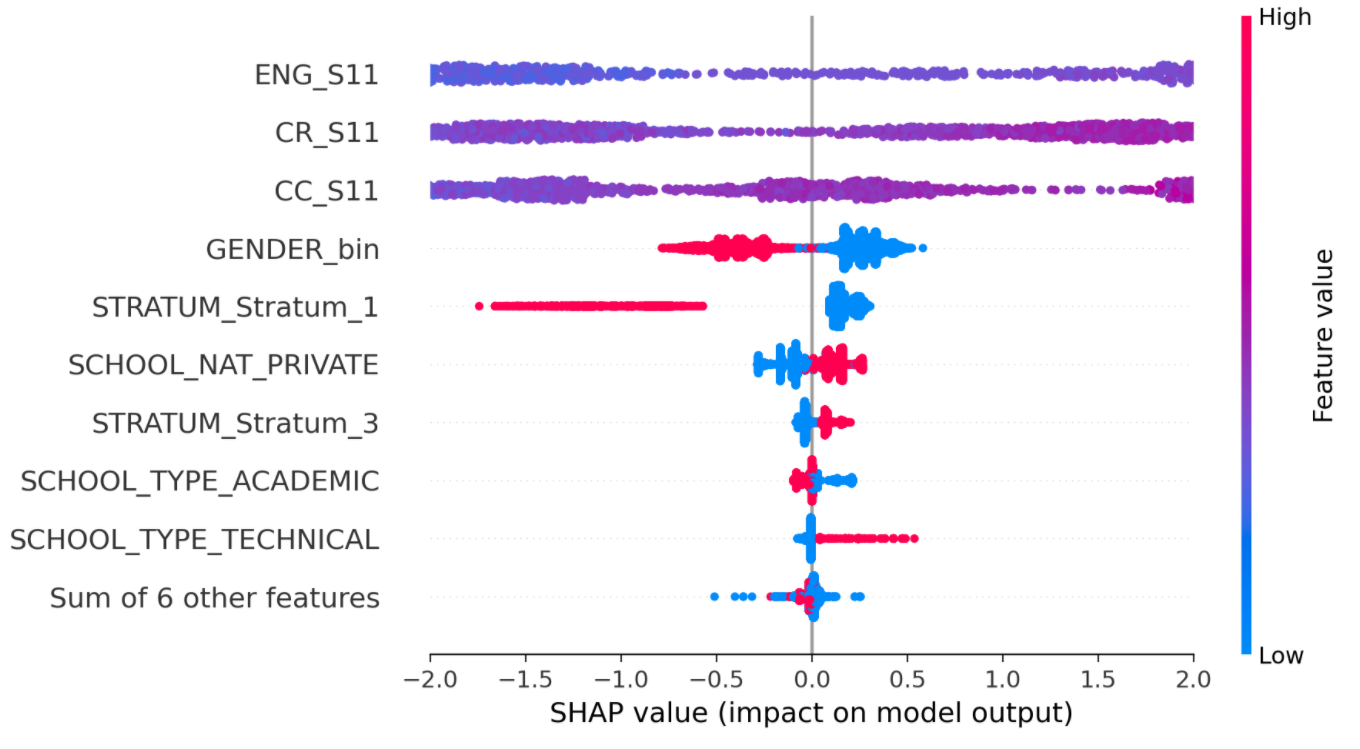 High
ENG_S11
CR_S11
CC_S11
GENDER_bin
STRATUM_Stratum_1
SCHOOL_NAT_PRIVATE
STRATUM_Stratum_3
SCHOOL_TYPE_ACADEMIC
SCHOOL_TYPE_TECHNICAL
Sum of 6 other features
Feature value
Low
−2.0 −1.5 −1.0 −0.5 0.0 0.5 1.0 1.5 2.0
SHAP value (impact on model output)